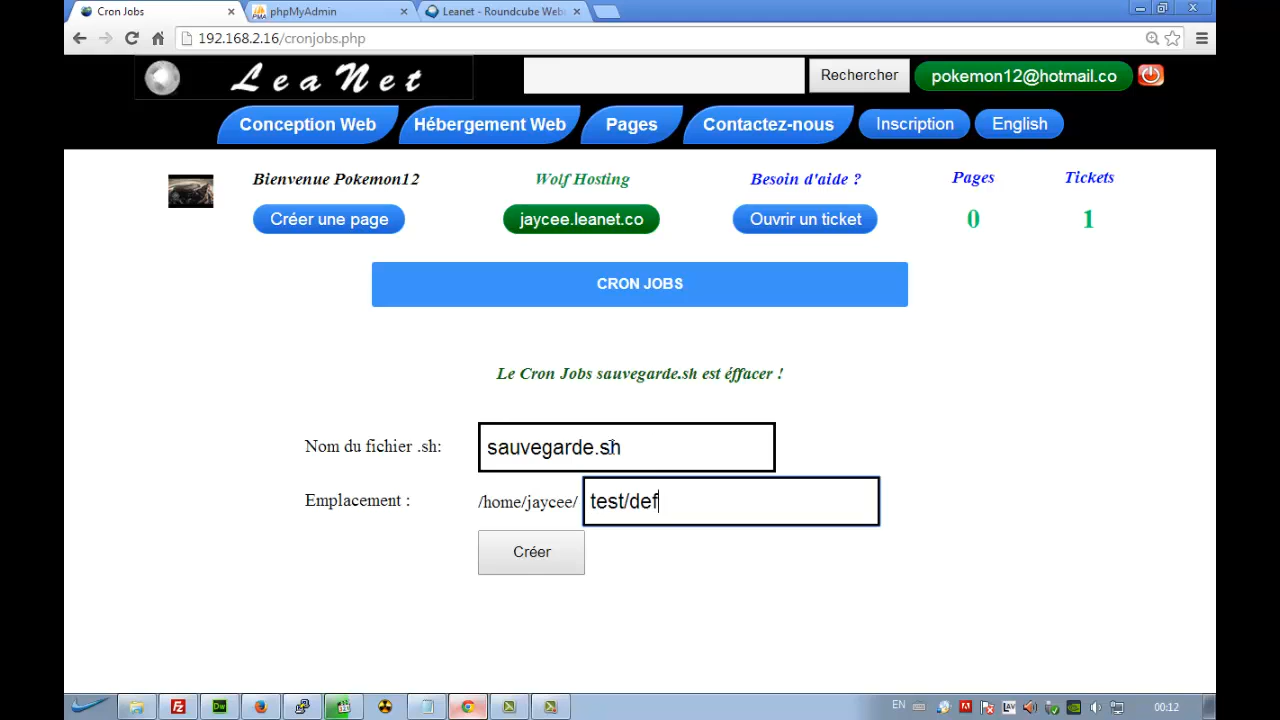 Cron Jobs
phpMyAdmin
Leanet - Roundcube Web
192.168.2.16/cronjobs.php
LeaNet
Rechercher
pokemon12@hotmail.co
Conception Web
Hébergement Web
Pages
Contactez-nous
Inscription
English
Bienvenue Pokemon12
Wolf Hosting
Besoin d'aide ?
Pages
Tickets
Créer une page
jaycee.leanet.co
Ouvrir un ticket
0
1
CRON JOBS
Le Cron Jobs sauvegarde.sh est éffacer !
Nom du fichier .sh:
sauvegarde.sh
Emplacement :
/home/jaycee/
test/def
Créer
EN
00:12